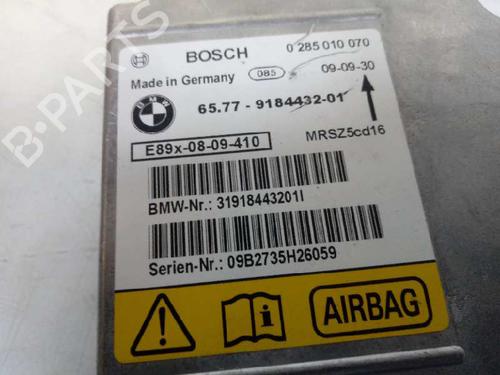 B-PARTS
BOSCH 0 285 010 070
Made in Germany 085 09-09-30
BMW 65.77 - 9184432-01
E89x-08-09-410 MRSZ5cd16
BMW-Nr.: 31918443201I
Serien-Nr.: 09B2735H26059
AIRBAG